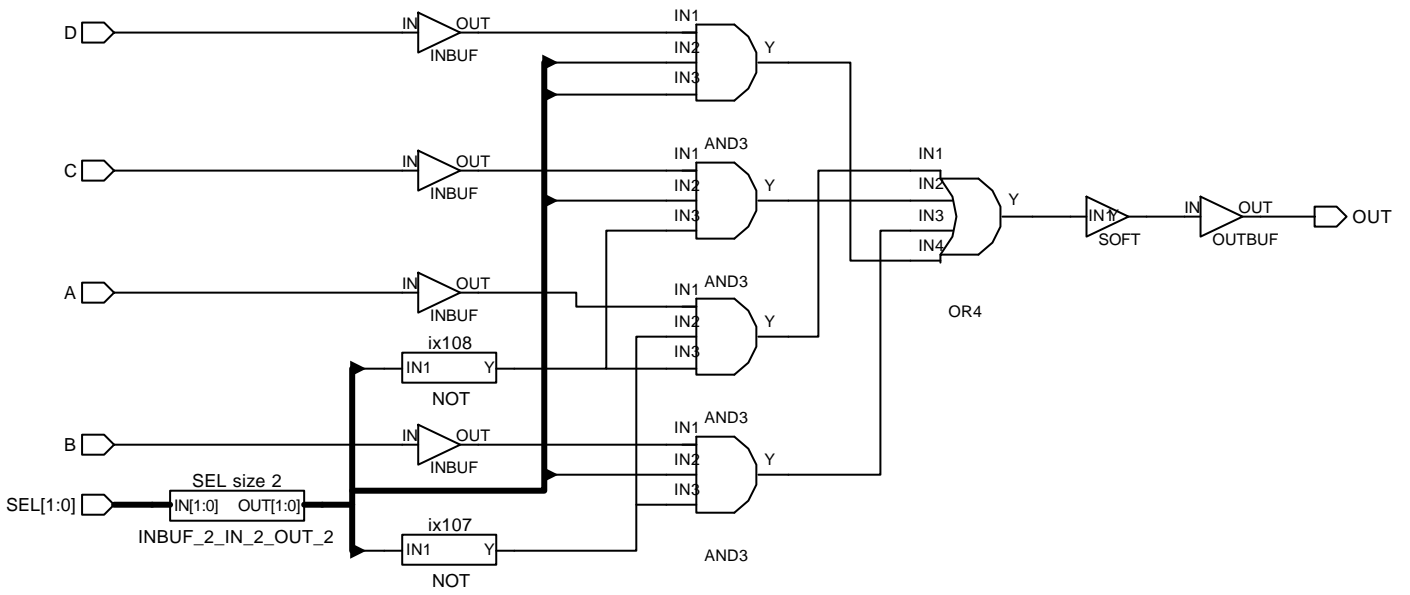 IN1
D
IN
OUT
IN2
Y
INBUF
IN3
AND3
IN1
IN1
C
IN
OUT
IN2
Y
IN2
INBUF
Y
IN3
IN3
IN1Y
IN
OUT
OUT
SOFT
OUTBUF
IN4
AND3
A
IN
OUT
IN1
INBUF
IN2
Y
OR4
ix108
IN3
IN1
Y
NOT
AND3
B
IN
OUT
IN1
INBUF
IN2
Y
SEL size 2
IN3
SEL[1:0]
IN[1:0]
OUT[1:0]
INBUF_2_IN_2_OUT_2
ix107
IN1
Y
AND3
NOT